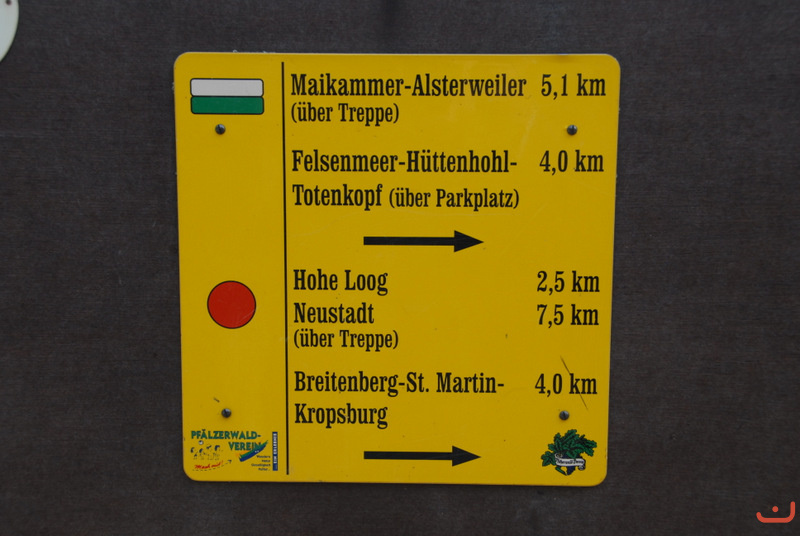 Maikammer-Alsterweiler 5,1 km
(über Treppe)
Felsenmeer-Hüttenhohl- 4,0 km
Totenkopf (über Parkplatz)
Hohe Loog 2,5 km
Neustadt 7,5 km
(über Treppe)
Breitenberg-St. Martin- 4,0 km
Kropsburg
PFÄLZERWALD-
VEREIN